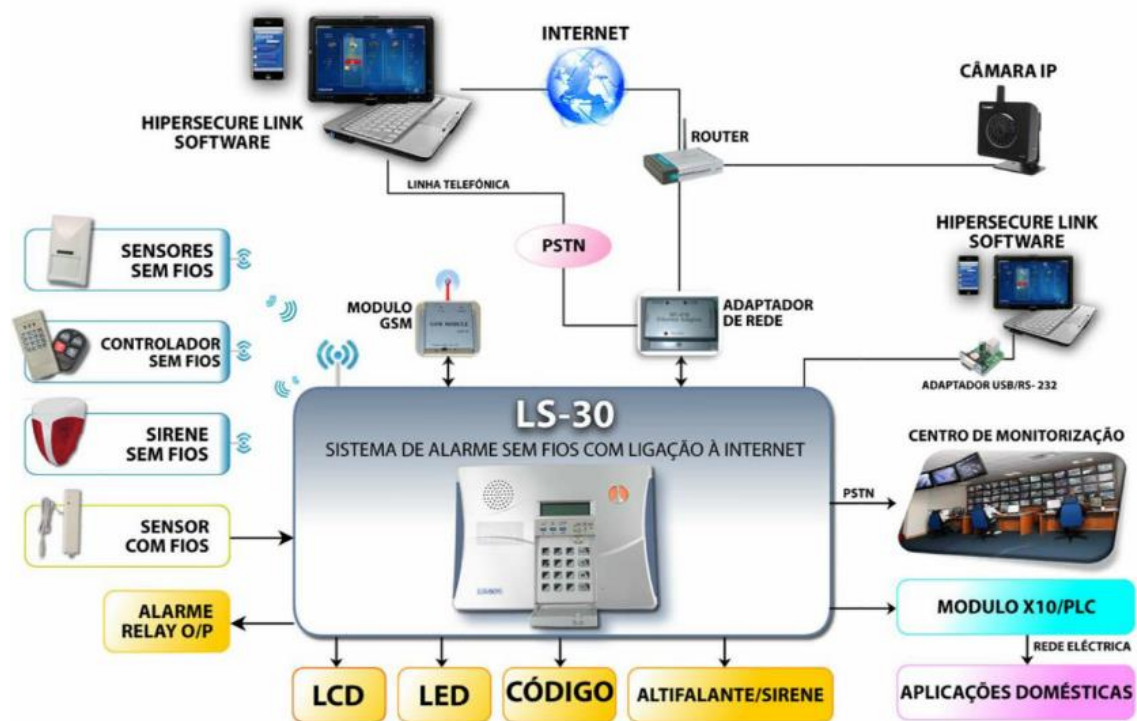 INTERNET
CÂMARA IP
HIPERSECURE LINK
SOFTWARE
ROUTER
LINHA TELEFÓNICA
PSTN
HIPERSECURE LINK
SOFTWARE
SENSORES
SEM FIOS
MODULO
GSM
GSM MODULE
ADAPTADOR
DE REDE
CONTROLADOR
SEM FIOS
ADAPTADOR USB/RS- 232
LS-30
SISTEMA DE ALARME SEM FIOS COM LIGAÇÃO À INTERNET
SIRENE
SEM FIOS
CENTRO DE MONITORIZAÇÃO
PSTN
SENSOR
COM FIOS
ALARME
RELAY O/P
MODULO X10/PLC
REDE ELÉCTRICA
LCD
LED
CÓDIGO
ALTIFALANTE/SIRENE
APLICAÇÕES DOMÉSTICAS